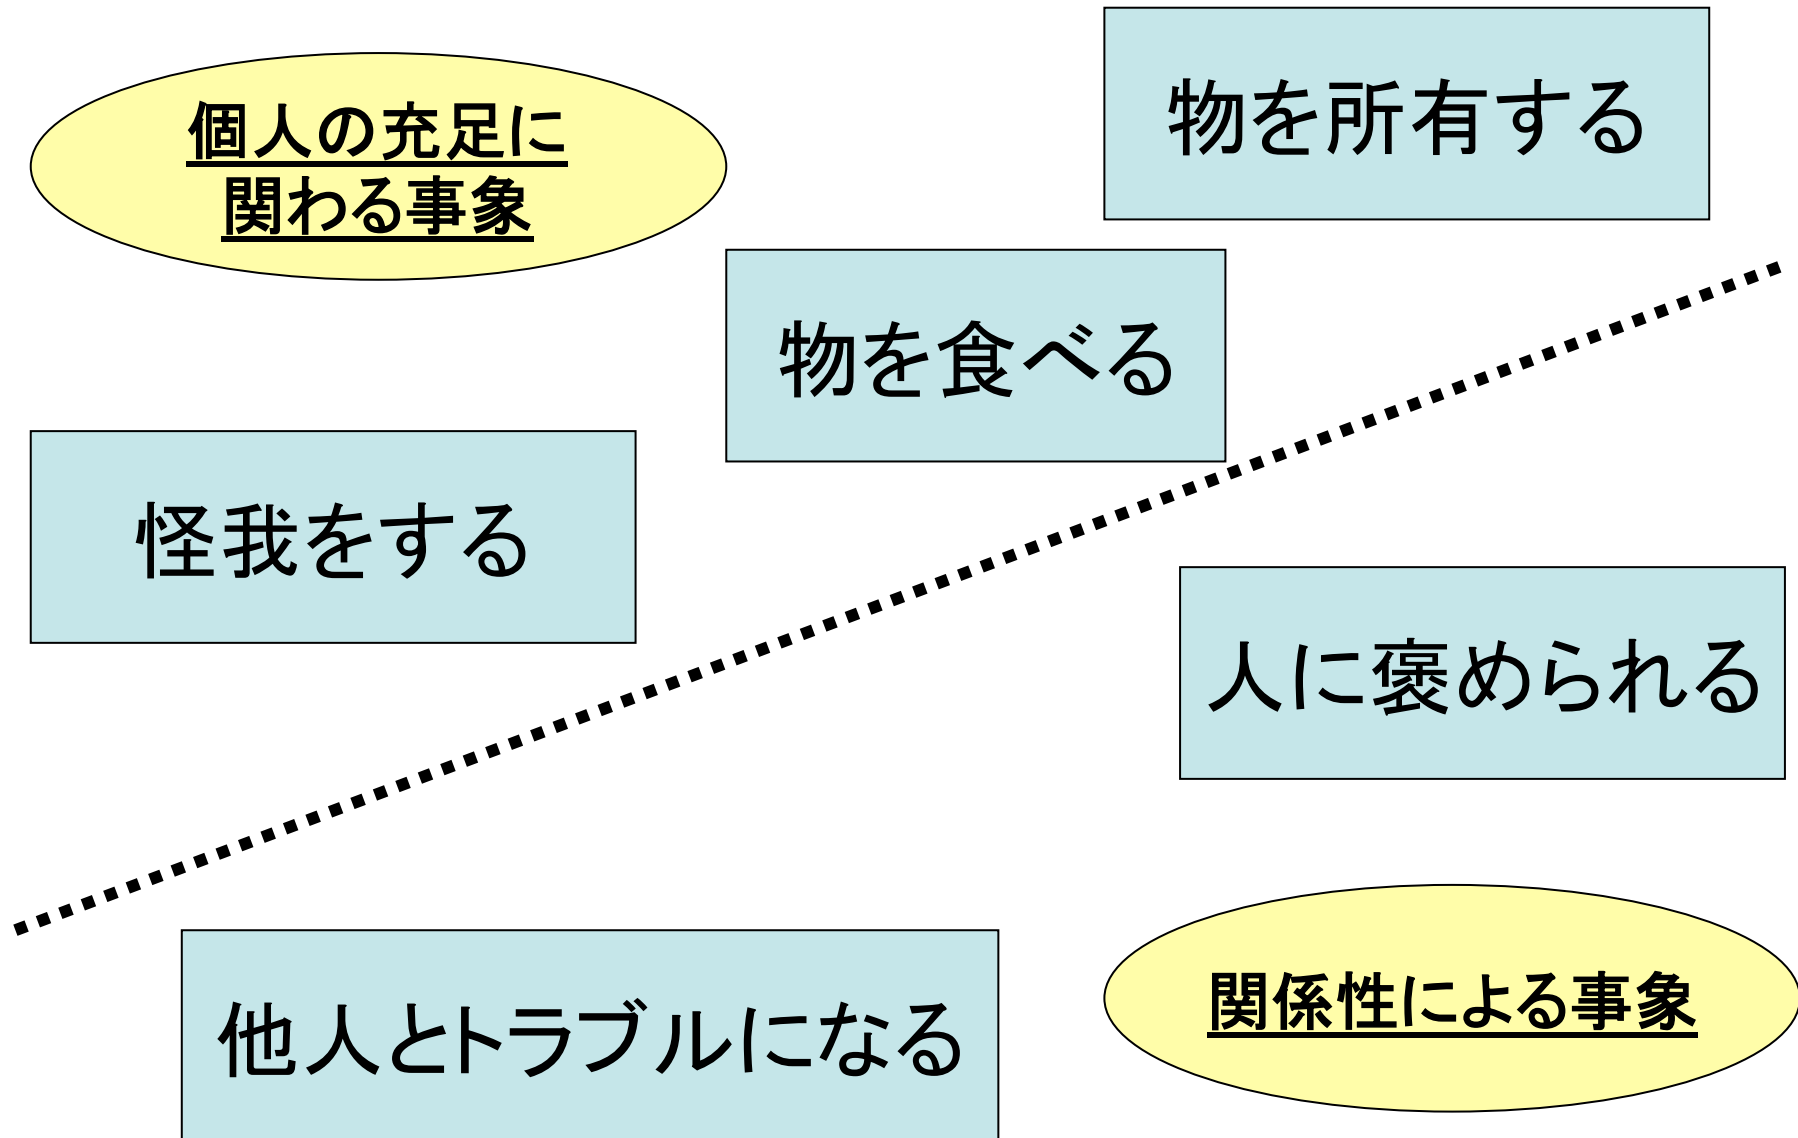 物を所有する
個人の充足に
関わる事象
物を食べる
怪我をする
人に褒められる
関係性による事象
他人とトラブルになる